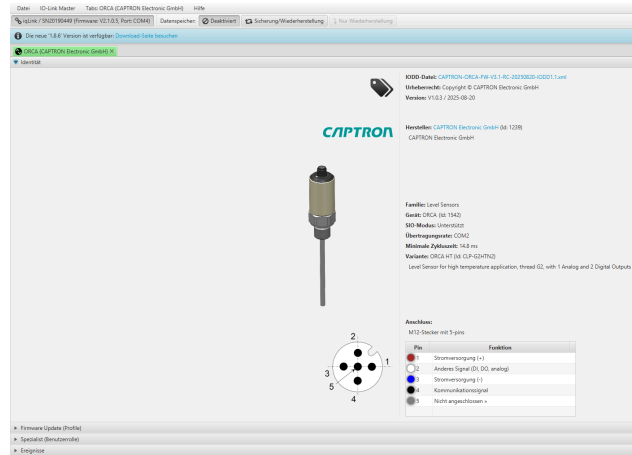 Datei IO-Link Master Tabs: ORCA (CAPTRON Electronic GmbH) Hilfe
iqLink / SN20190449 (Firmware: V2.1.0.3, Port: COM4) Datenspeicher: Deaktiviert Sicherung/Wiederherstellung Nur Wiederherstellung
Die neue '1.8.6' Version ist verfügbar: Download-Seite besuchen
ORCA (CAPTRON Electronic GmbH) ×
Identität
IODD-Datei: CAPTRON-ORCA-FW-V3.1-RC-20250820-IODD1.1.xml
Urheberrecht: Copyright © CAPTRON Electronic GmbH
Version: V1.0.3 / 2025-08-20
CAPTRON
Hersteller: CAPTRON Electronic GmbH (Id: 1239)
CAPTRON Electronic GmbH
Familie: Level Sensors
Gerät: ORCA (Id: 1542)
SIO-Modus: Unterstützt
Übertragungsrate: COM2
Minimale Zykluszeit: 14.8 ms
Variante: ORCA HT (Id: CLP-G2HTN2)
Level Sensor for high temperature application, thread G2, with 1 Analog and 2 Digital Outputs
Anschluss:
M12-Stecker mit 5-pins
2
1
3
5
4
Pin Funktion
1 Stromversorgung (+)
2 Anderes Signal (DI, DO, analog)
3 Stromversorgung (-)
4 Kommunikationssignal
5 Nicht angeschlossen »
Firmware Update (Profile)
Spezialist (Benutzerrolle)
Ereignisse